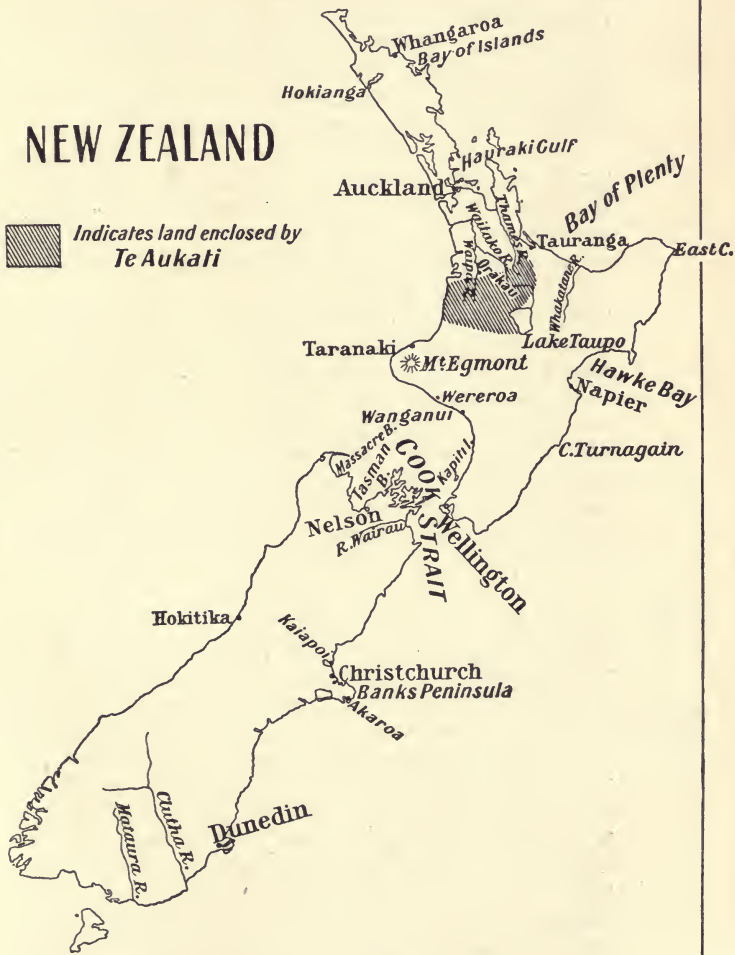 Whangaroa
Bay of Islands
Hokianga
NEW ZEALAND
Hauraki Gulf
Auckland
Indicates land enclosed by
Te Aukati
Bay of Plenty
Thames R.
Waitako R.
Waipa R.
Orakau
Tauranga
East C.
Whakatane R.
Lake Taupo
Taranaki
Mt. Egmont
Hawke Bay
Napier
Wereroa
Wanganui
C. Turnagain
Massacre B.
Tasman
B.
COOK
STRAIT
Kapiti I.
Nelson
R. Wairau
Wellington
Hokitika
Kaiapoi
Christchurch
Banks Peninsula
Akaroa
Dunedin
Clutha R.
Mataura R.